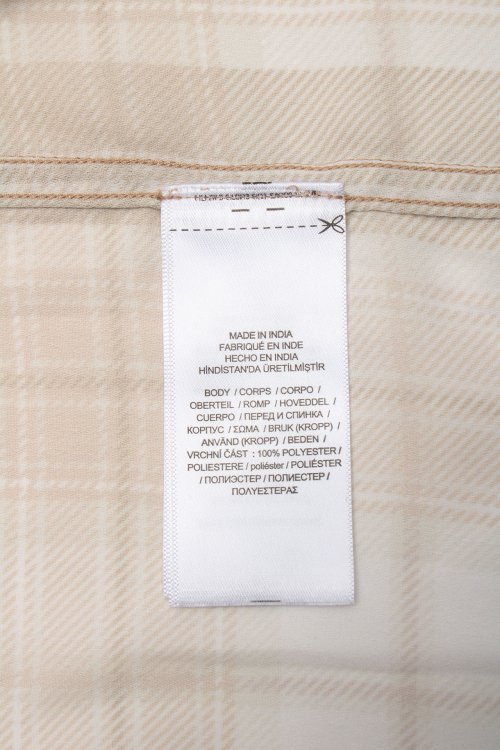 MADE IN INDIA
FABRIQUÉ EN INDE
HECHO EN INDIA
HİNDİSTAN'DA ÜRETİLMİŞTİR
BODY / CORPS / CORPO /
OBERTEIL / ROMP / HOVEDDEL /
CUERPO / ПЕРЕД И СПИНКА /
КОРПУС / ΣΩΜΑ / BRUK (KROPP) /
ANVÄND (KROPP) / BEDEN /
VRCHNÍ ČÁST : 100% POLYESTER /
POLIESTERE / poliéster / POLIÉSTER
/ ПОЛИЭСТЕР / ПОЛИЕСТЕР /
ΠΟΛΥΕΣΤΕΡΑΣ